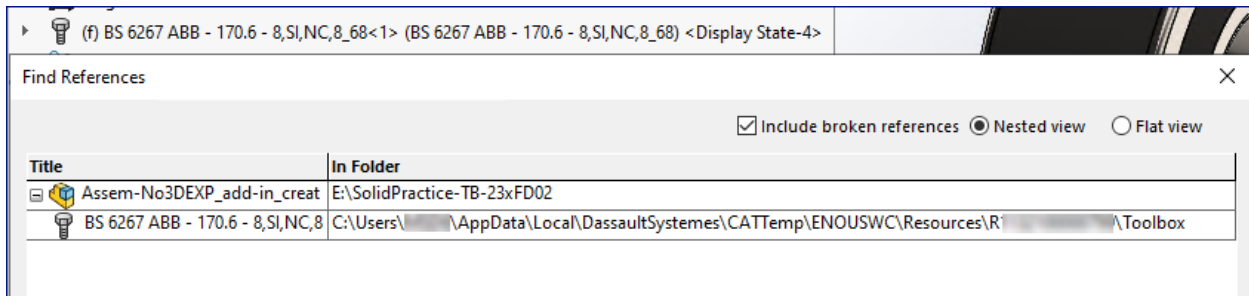 (f) BS 6267 ABB - 170.6 - 8,SI,NC,8_68<1> (BS 6267 ABB - 170.6 - 8,SI,NC,8_68) <Display State-4>
Find References
Include broken references Nested view Flat view
Title In Folder
Assem-No3DEXP_add-in_creat E:\SolidPractice-TB-23xFD02
BS 6267 ABB - 170.6 - 8,SI,NC,8 C:\Users\ \AppData\Local\DassaultSystemes\CATTemp\ENOUSWC\Resources\R1 \Toolbox